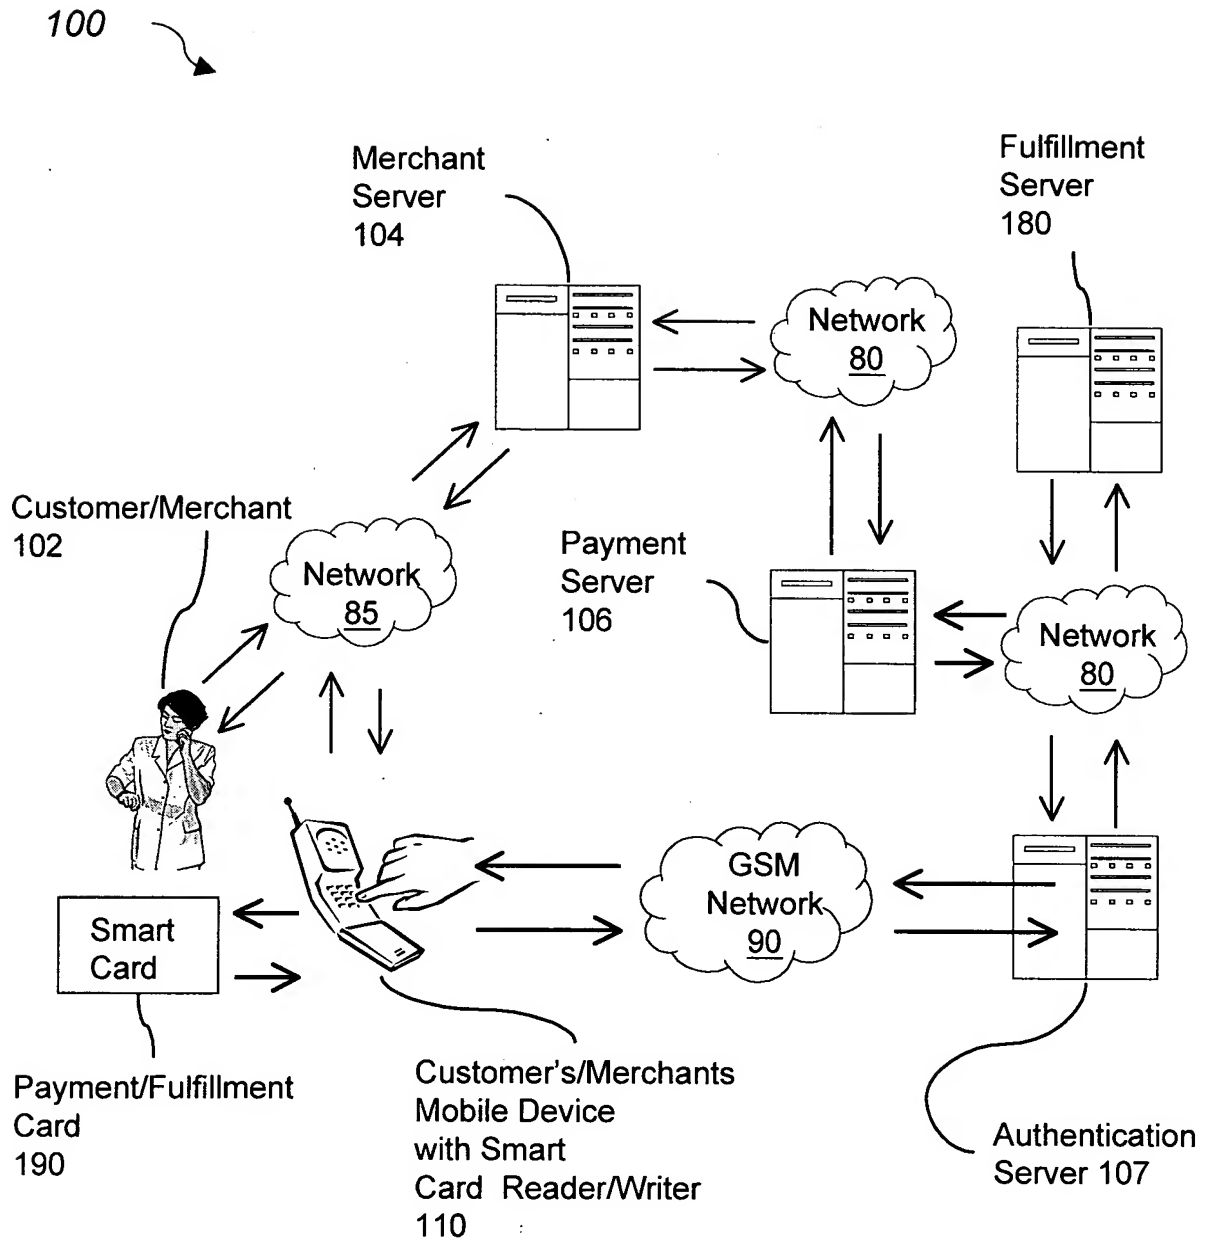 100
Merchant
Server
104
Fulfillment
Server
180
Network
80
Customer/Merchant
102
Network
85
Payment
Server
106
Network
80
GSM
Network
90
Smart
Card
Payment/Fulfillment
Card
190
Customer's/Merchants
Mobile Device
with Smart
Card Reader/Writer
110
Authentication
Server 107